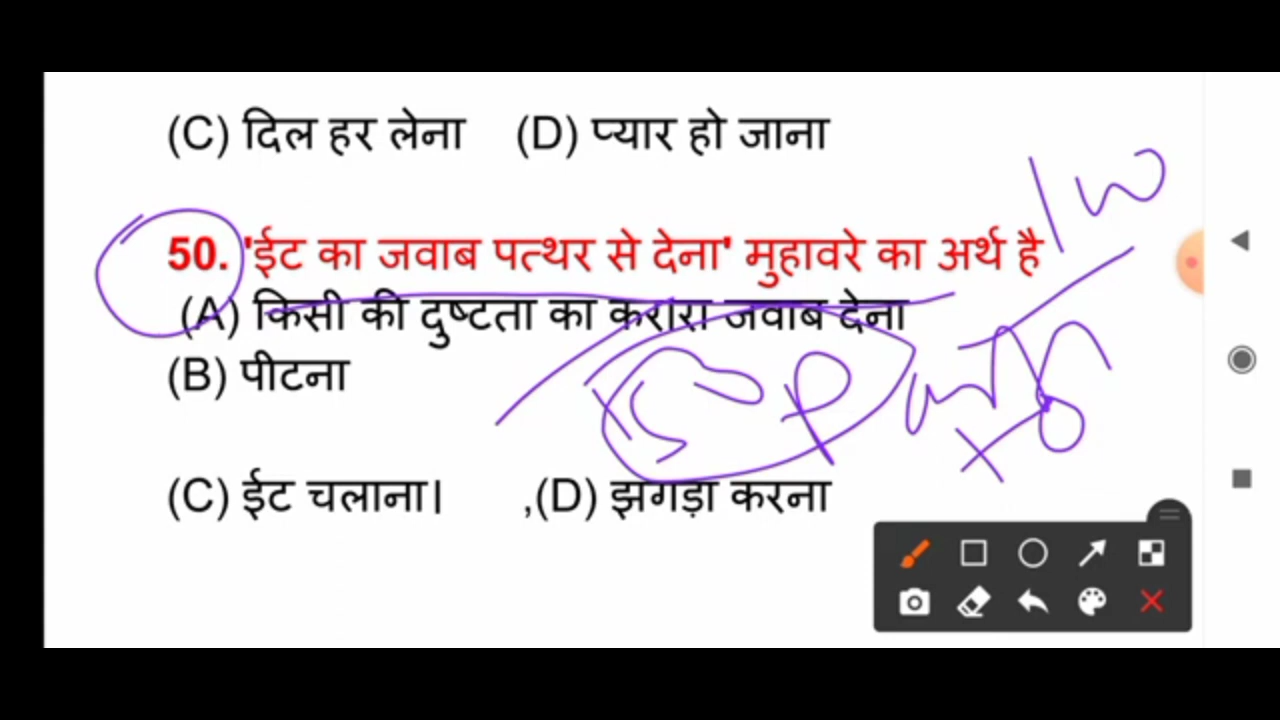 (C) दिल हर लेना (D) प्यार हो जाना
50. 'ईट का जवाब पत्थर से देना' मुहावरे का अर्थ है
(A) किसी की दुष्टता का करारा जवाब देना
(B) पीटना
(C) ईट चलाना। ,(D) झगड़ा करना